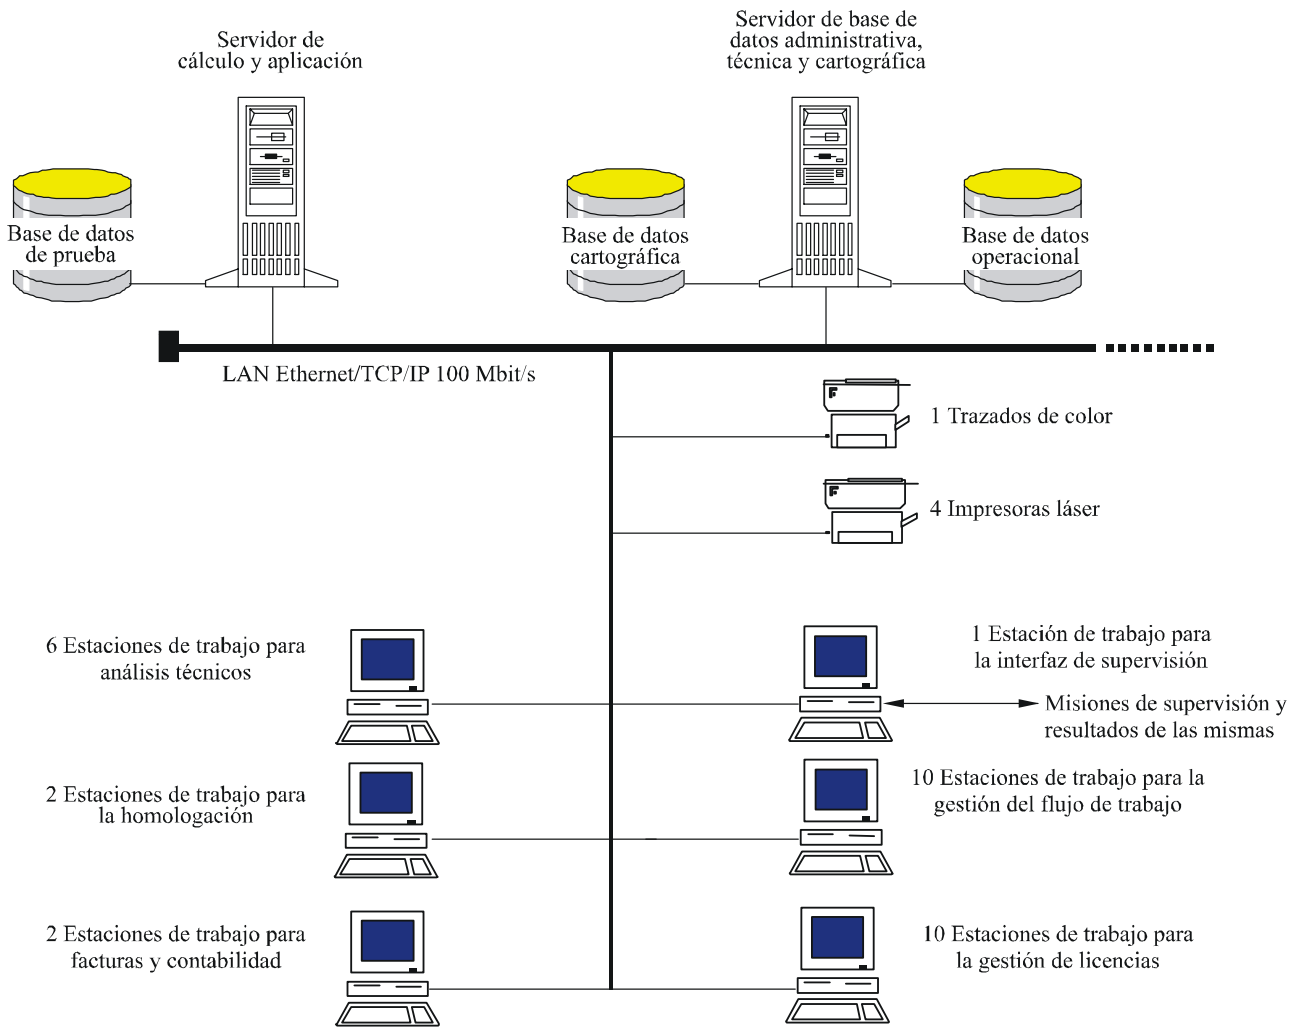 Servidor de
cálculo y aplicación
Servidor de base de
datos administrativa,
técnica y cartográfica
Base de datos
de prueba
Base de datos
cartográfica
Base de datos
operacional
LAN Ethernet/TCP/IP 100 Mbit/s
1 Trazados de color
4 Impresoras láser
6 Estaciones de trabajo para
análisis técnicos
1 Estación de trabajo para
la interfaz de supervisión
Misiones de supervisión y
resultados de las mismas
2 Estaciones de trabajo para
la homologación
10 Estaciones de trabajo para la
gestión del flujo de trabajo
2 Estaciones de trabajo para
facturas y contabilidad
10 Estaciones de trabajo para
la gestión de licencias